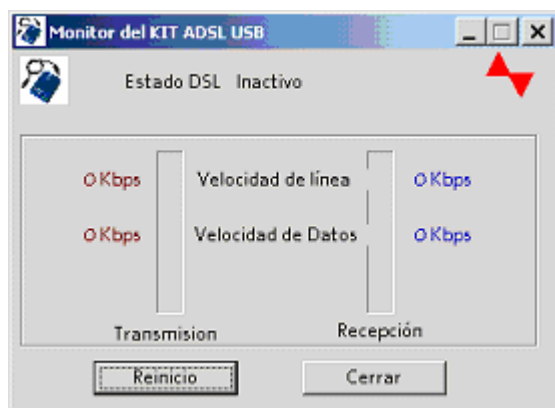 Monitor del KIT ADSL USB
Estado DSL Inactivo
0 Kbps Velocidad de línea 0 Kbps
0 Kbps Velocidad de Datos 0 Kbps
Transmision Recepción
Reinicio Cerrar